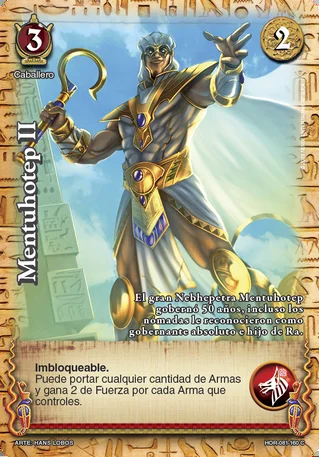 3
2
Caballero
Mentuhotep II
El gran Nebhepetra Mentuhotep
gobernó 50 años, incluso los
nómadas le reconocieron como
gobernante absoluto e hijo de Ra.
Imbloqueable.
Puede portar cualquier cantidad de Armas
y gana 2 de Fuerza por cada Arma que
controles.
ARTE: HANS LOBOS
HOR-081-160 C